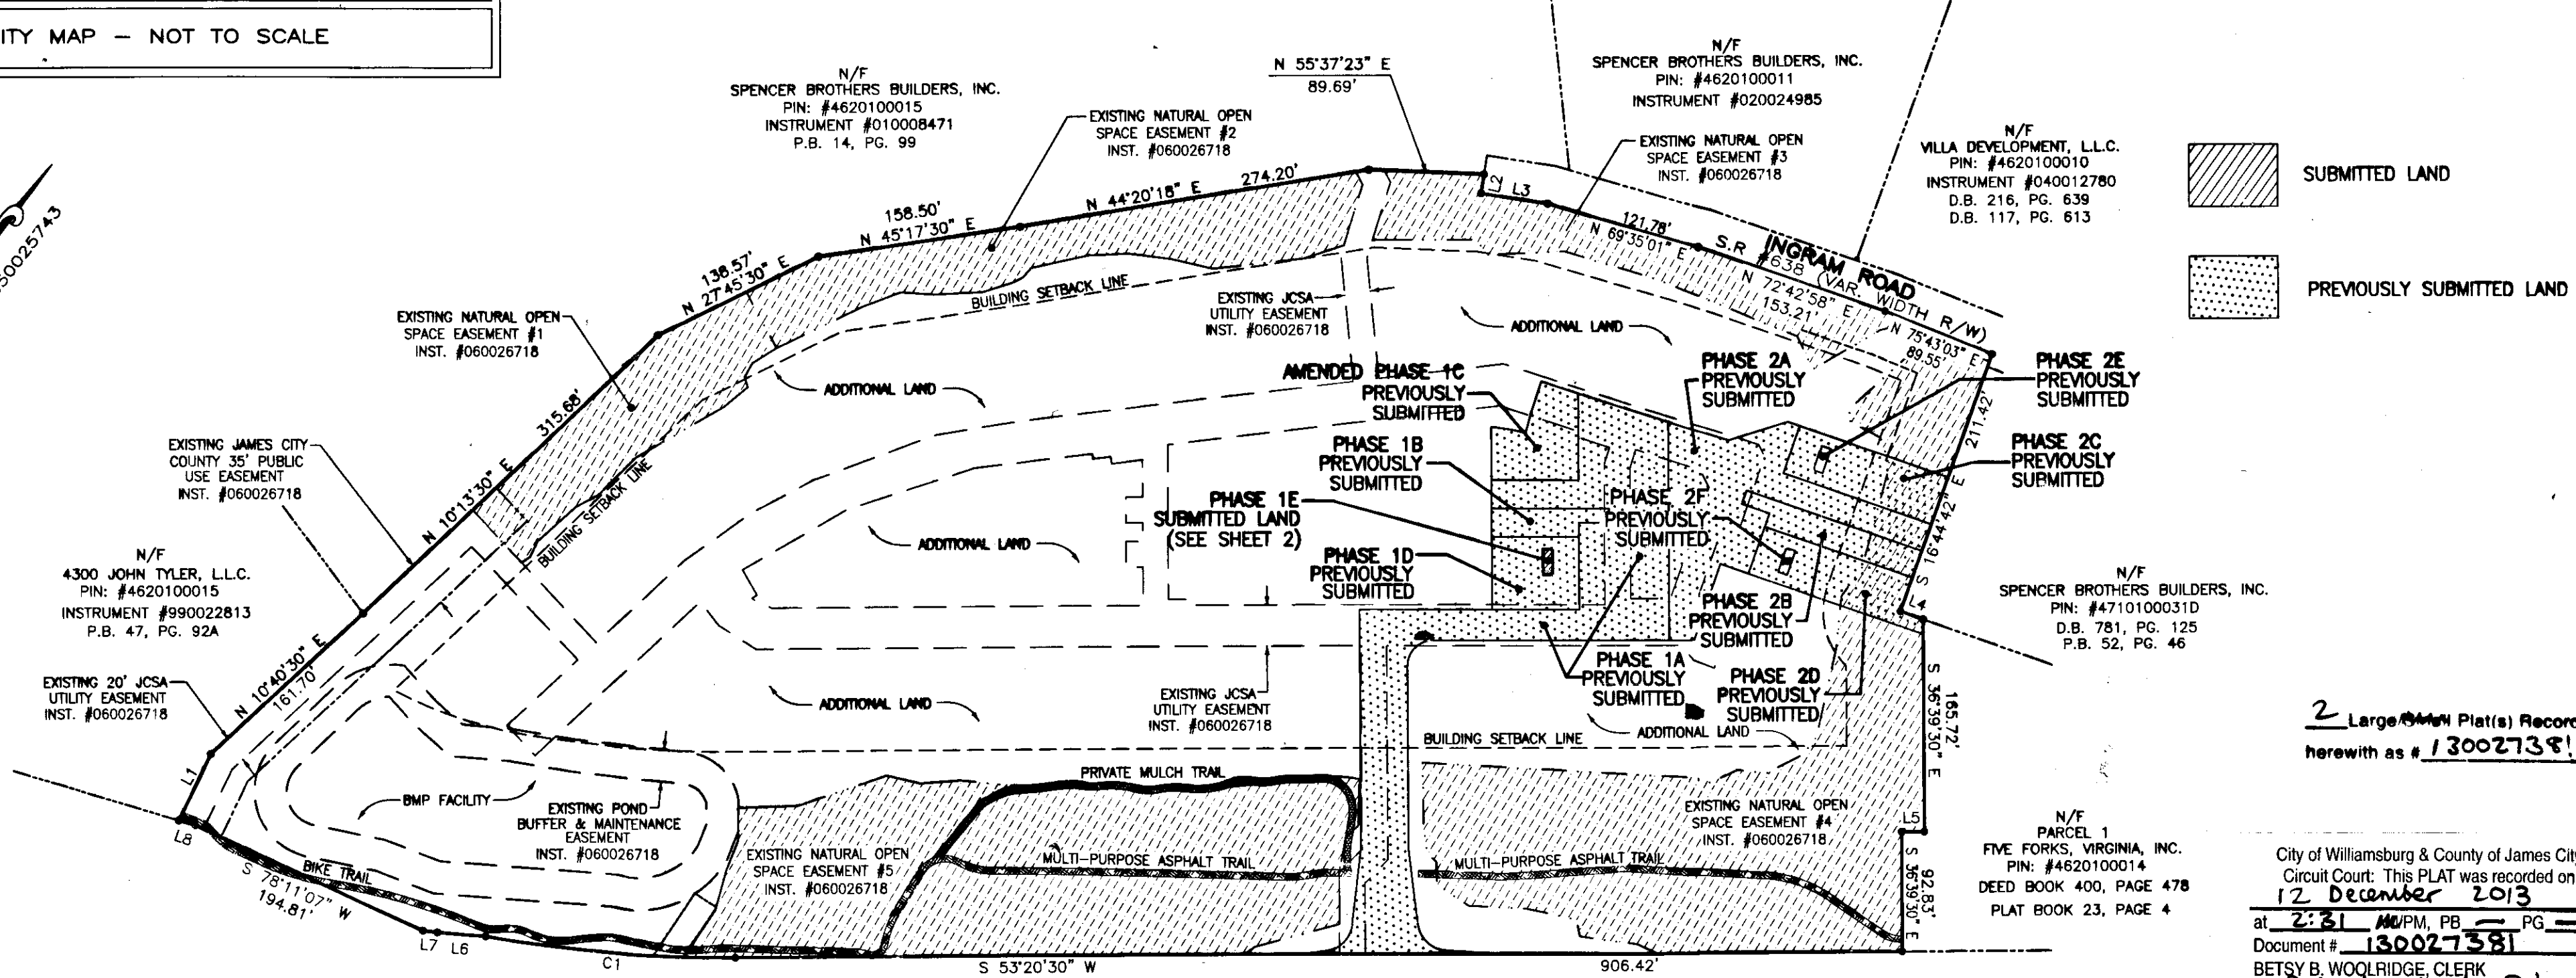 ITY MAP – NOT TO SCALE
N/F
SPENCER BROTHERS BUILDERS, INC.
PIN: #4620100015
INSTRUMENT #010008471
P.B. 14, PG. 99
EXISTING NATURAL OPEN
SPACE EASEMENT #2
INST. #060026718
N 55°37'23" E
89.69'
N/F
SPENCER BROTHERS BUILDERS, INC.
PIN: #4620100011
INSTRUMENT #020024985
EXISTING NATURAL OPEN
SPACE EASEMENT #3
INST. #060026718
N/F
VILLA DEVELOPMENT, L.L.C.
PIN: #4620100010
INSTRUMENT #040012780
D.B. 216, PG. 639
D.B. 117, PG. 613
SUBMITTED LAND
PREVIOUSLY SUBMITTED LAND
50025743
N 44°20'18" E 274.20'
158.50'
N 45°17'30" E
138.57'
N 27°45'30" E
L2
L3
121.78'
N 69°35'01" E
S.R. INGRAM ROAD
#638 (VAR. WIDTH R/W)
N 72°42'58" E
153.21'
N 75°43'03" E
89.55'
EXISTING NATURAL OPEN
SPACE EASEMENT #1
INST. #060026718
BUILDING SETBACK LINE
EXISTING JCSA
UTILITY EASEMENT
INST. #060026718
ADDITIONAL LAND
ADDITIONAL LAND
AMENDED PHASE 1C
PREVIOUSLY
SUBMITTED
PHASE 2A
PREVIOUSLY
SUBMITTED
PHASE 2E
PREVIOUSLY
SUBMITTED
211.42'
S 16°44'42" E
PHASE 2C
PREVIOUSLY
SUBMITTED
EXISTING JAMES CITY
COUNTY 35' PUBLIC
USE EASEMENT
INST. #060026718
315.68'
N 10°13'30" E
BUILDING SETBACK LINE
PHASE 1B
PREVIOUSLY
SUBMITTED
PHASE 1E
SUBMITTED LAND
(SEE SHEET 2)
PHASE 2F
PREVIOUSLY
SUBMITTED
ADDITIONAL LAND
PHASE 1D
PREVIOUSLY
SUBMITTED
N/F
4300 JOHN TYLER, L.L.C.
PIN: #4620100015
INSTRUMENT #990022813
P.B. 47, PG. 92A
PHASE 2B
PREVIOUSLY
SUBMITTED
L4
N/F
SPENCER BROTHERS BUILDERS, INC.
PIN: #4710100031D
D.B. 781, PG. 125
P.B. 52, PG. 46
EXISTING 20' JCSA
UTILITY EASEMENT
INST. #060026718
N 10°40'30" E
161.70'
ADDITIONAL LAND
EXISTING JCSA
UTILITY EASEMENT
INST. #060026718
PHASE 1A
PREVIOUSLY
SUBMITTED
PHASE 2D
PREVIOUSLY
SUBMITTED
BUILDING SETBACK LINE
ADDITIONAL LAND
S 36°39'30" E
165.72'
2 Large Plat(s) Record
herewith as # 13002738!
L1
BMP FACILITY
EXISTING POND
BUFFER & MAINTENANCE
EASEMENT
INST. #060026718
PRIVATE MULCH TRAIL
EXISTING NATURAL OPEN
SPACE EASEMENT #4
INST. #060026718
L5
L8
BIKE TRAIL
S 78°11'07" W
194.81'
EXISTING NATURAL OPEN
SPACE EASEMENT #5
INST. #060026718
MULTI-PURPOSE ASPHALT TRAIL
MULTI-PURPOSE ASPHALT TRAIL
S 36°39'30" E
92.83'
N/F
PARCEL 1
FIVE FORKS, VIRGINIA, INC.
PIN: #4620100014
DEED BOOK 400, PAGE 478
PLAT BOOK 23, PAGE 4
L7 L6
C1
S 53°20'30" W
906.42'
City of Williamsburg & County of James City
Circuit Court: This PLAT was recorded on
12 December 2013
at 2:31 PM, PB — PG —
Document # 130027381
BETSY B. WOOLRIDGE, CLERK